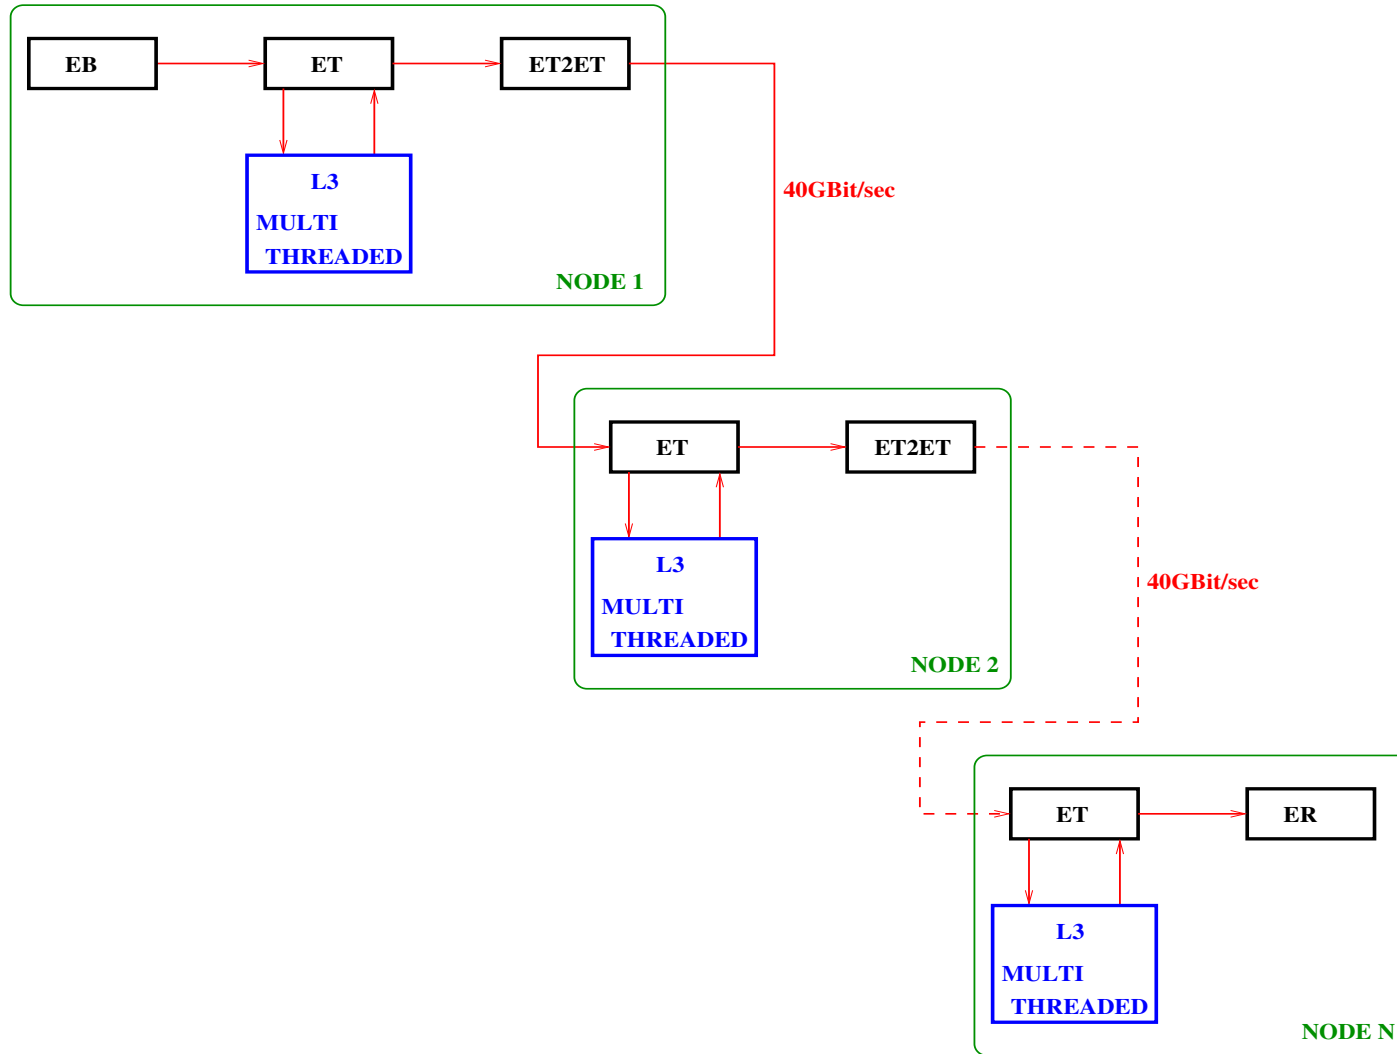 EB
ET
ET2ET
L3
MULTI
THREADED
NODE 1
40GBit/sec
ET
ET2ET
L3
MULTI
THREADED
NODE 2
40GBit/sec
ET
ER
L3
MULTI
THREADED
NODE N